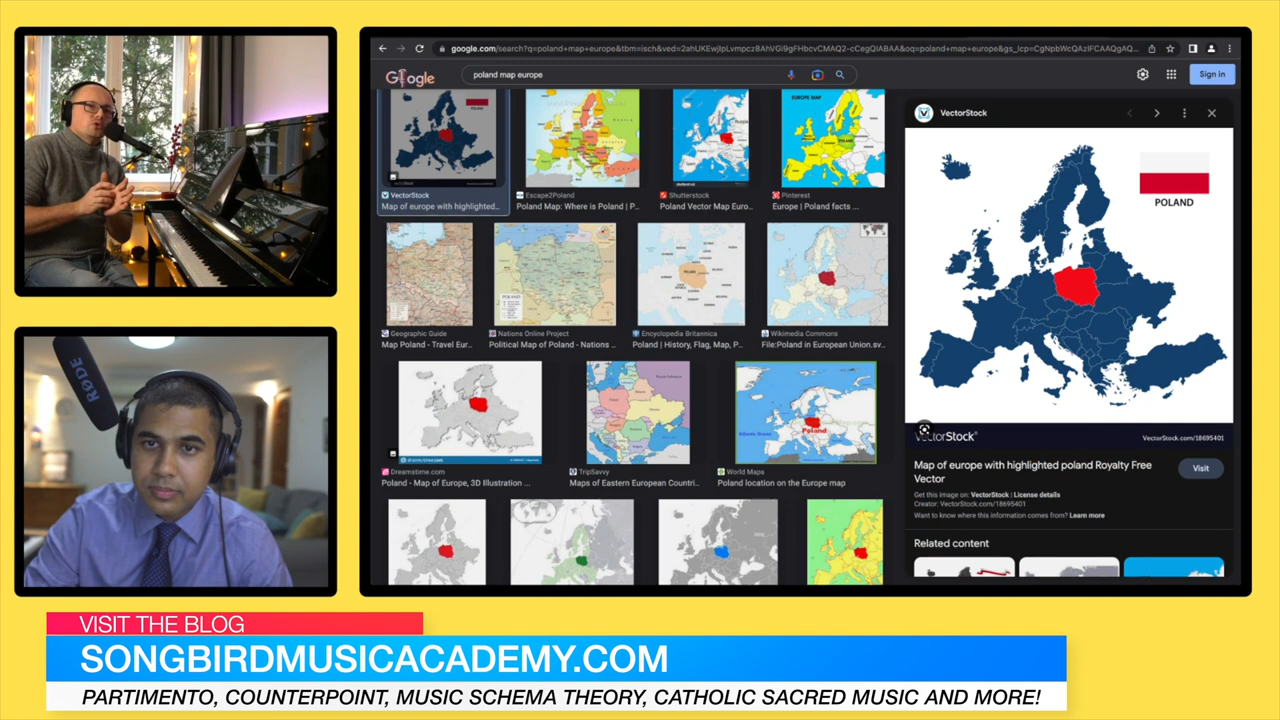 google.com/search?q=poland+map+europe&tbm=isch&ved=2ahUKEwjIpLvmpcz8AhVGi9gFHbcvCMAQ2-cCegQIABAA&oq=poland+map+europe&gs_lcp=CgNpbWcQAzIFCAAQgAQ...
Google
poland map europe
Sign in
VectorStock
POLAND
VectorStock
Map of europe with highlighted...
Escape2Poland
Poland Map: Where is Poland | P...
Shutterstock
Poland Vector Map Euro...
EUROPE MAP
Pinterest
Europe | Poland facts ...
Geographic Guide
Map Poland - Travel Eur...
POLAND
Nations Online Project
Political Map of Poland - Nations ...
Encyclopedia Britannica
Poland | History, Flag, Map, P...
Wikimedia Commons
File:Poland in European Union.sv...
Dreamstime.com
Poland - Map of Europe, 3D Illustration ...
TripSavvy
Maps of Eastern European Countri...
Poland
World Maps
Poland location on the Europe map
VectorStock®
VectorStock.com/18695401
Map of europe with highlighted poland Royalty Free
Vector
Visit
Get this image on: VectorStock | License details
Creator: VectorStock.com/18695401
Want to know where this information comes from? Learn more
Related content
RØDE
VISIT THE BLOG
SONGBIRDMUSICACADEMY.COM
PARTIMENTO, COUNTERPOINT, MUSIC SCHEMA THEORY, CATHOLIC SACRED MUSIC AND MORE!